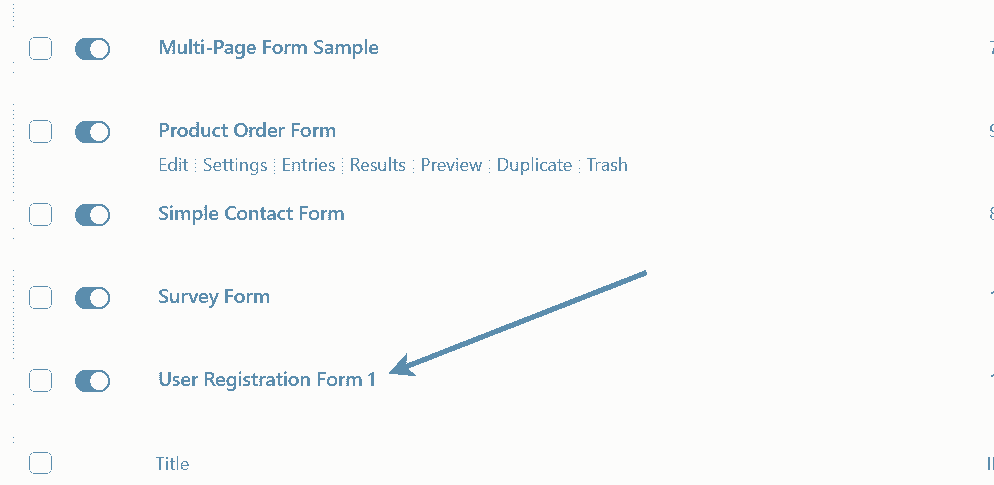 Multi-Page Form Sample
Product Order Form
Edit Settings Entries Results Preview Duplicate Trash
Simple Contact Form
Survey Form
User Registration Form 1
Title